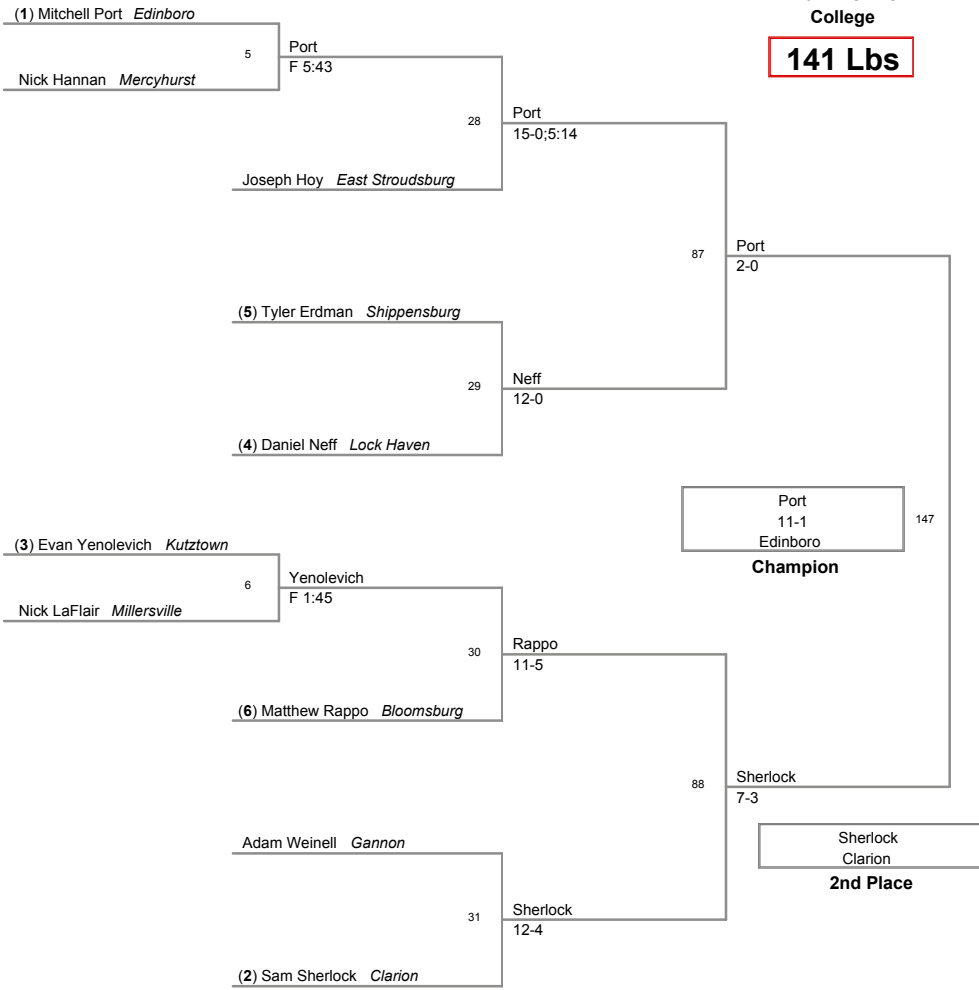 College
141 Lbs
(1) Mitchell Port Edinboro
5
Port
F 5:43
Nick Hannan Mercyhurst
28
Port
15-0;5:14
Joseph Hoy East Stroudsburg
87
Port
2-0
(5) Tyler Erdman Shippensburg
29
Neff
12-0
(4) Daniel Neff Lock Haven
Port
11-1
Edinboro
Champion
147
(3) Evan Yenolevich Kutztown
6
Yenolevich
F 1:45
Nick LaFlair Millersville
30
Rappo
11-5
(6) Matthew Rappo Bloomsburg
88
Sherlock
7-3
Adam Weinell Gannon
Sherlock
Clarion
2nd Place
31
Sherlock
12-4
(2) Sam Sherlock Clarion